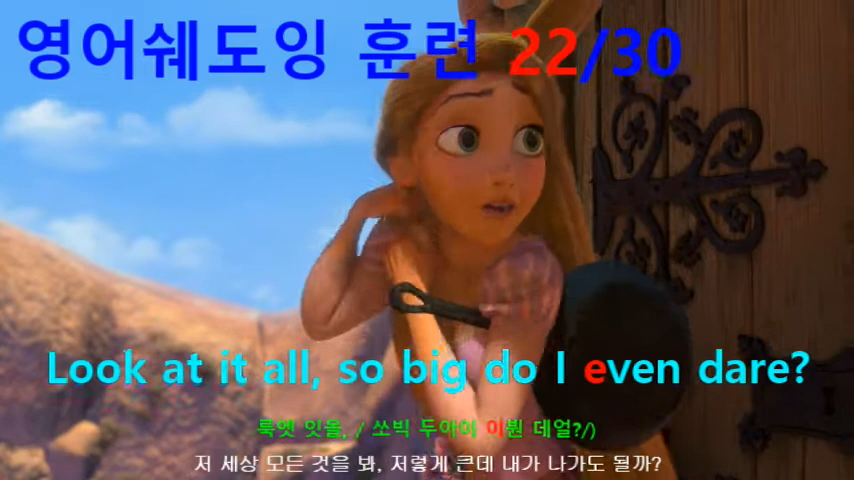 영어쉐도잉 훈련 22/30
Look at it all, so big do I even dare?
룩엣 잇올, / 쏘빅 두아이 이붠 데얼?/)
저 세상 모든 것을 봐, 저렇게 큰데 내가 나가도 될까?